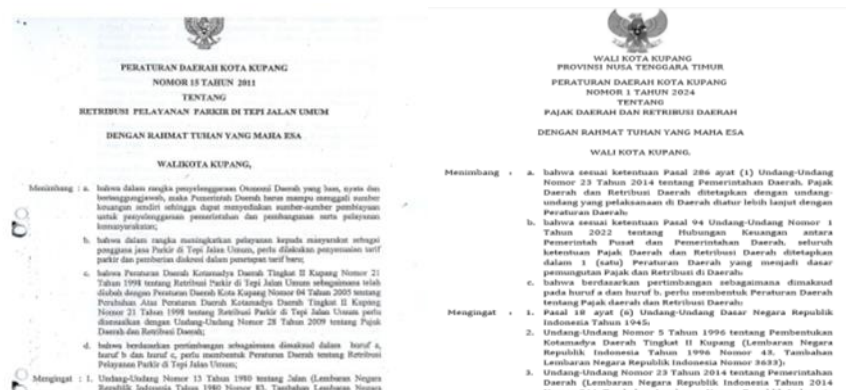 PERATURAN DAERAH KOTA KUPANG
NOMOR 15 TAHUN 2011
TENTANG
RETRIBUSI PELAYANAN PARKIR DI TEPI JALAN UMUM
DENGAN RAHMAT TUHAN YANG MAHA ESA
WALIKOTA KUPANG,
Menimbang : a. bahwa dalam rangka penyelenggaraan Otonomi Daerah yang luas, nyata dan
bertanggungjawab, maka Pemerintah Daerah harus mampu menggali sumber
keuangan sendiri sehingga dapat menyediakan sumber-sumber pembiayaan
untuk penyelenggaraan pemerintahan dan pembangunan serta pelayanan
kemasyarakatan;
b. bahwa dalam rangka meningkatkan pelayanan kepada masyarakat sebagai
pengguna jasa Parkir di Tepi Jalan Umum, perlu dilakukan penyesuaian tarif
parkir dan pemberian diskresi dalam penetapan tarif baru;
c. bahwa Peraturan Daerah Kotamadya Daerah Tingkat II Kupang Nomor 21
Tahun 1998 tentang Retribusi Parkir di Tepi Jalan Umum sebagaimana telah
diubah dengan Peraturan Daerah Kota Kupang Nomor 04 Tahun 2005 tentang
Perubahan Atas Peraturan Daerah Kotamadya Daerah Tingkat II Kupang
Nomor 21 Tahun 1998 tentang Retribusi Parkir di Tepi Jalan Umum perlu
disesuaikan dengan Undang-Undang Nomor 28 Tahun 2009 tentang Pajak
Daerah dan Retribusi Daerah;
d. bahwa berdasarkan pertimbangan sebagaimana dimaksud dalam huruf a,
huruf b dan huruf c, perlu membentuk Peraturan Daerah tentang Retribusi
Pelayanan Parkir di Tepi Jalan Umum;
Mengingat : 1. Undang-Undang Nomor 13 Tahun 1980 tentang Jalan (Lembaran Negara
Republik Indonesia Tahun 1980 Nomor 83, Tambahan Lembaran Negara
WALI KOTA KUPANG
PROVINSI NUSA TENGGARA TIMUR
PERATURAN DAERAH KOTA KUPANG
NOMOR 1 TAHUN 2024
TENTANG
PAJAK DAERAH DAN RETRIBUSI DAERAH
DENGAN RAHMAT TUHAN YANG MAHA ESA
WALI KOTA KUPANG,
Menimbang : a. bahwa sesuai ketentuan Pasal 286 ayat (1) Undang-Undang
Nomor 23 Tahun 2014 tentang Pemerintahan Daerah, Pajak
Daerah dan Retribusi Daerah ditetapkan dengan undang-
undang yang pelaksanaan di Daerah diatur lebih lanjut dengan
Peraturan Daerah;
b. bahwa sesuai ketentuan Pasal 94 Undang-Undang Nomor 1
Tahun 2022 tentang Hubungan Keuangan antara
Pemerintah Pusat dan Pemerintahan Daerah, seluruh
ketentuan Pajak Daerah dan Retribusi Daerah ditetapkan
dalam 1 (satu) Peraturan Daerah yang menjadi dasar
pemungutan Pajak dan Retribusi di Daerah;
c. bahwa berdasarkan pertimbangan sebagaimana dimaksud
pada huruf a dan huruf b, perlu membentuk Peraturan Daerah
tentang Pajak daerah dan Retribusi Daerah;
Mengingat : 1. Pasal 18 ayat (6) Undang-Undang Dasar Negara Republik
Indonesia Tahun 1945;
2. Undang-Undang Nomor 5 Tahun 1996 tentang Pembentukan
Kotamadya Daerah Tingkat II Kupang (Lembaran Negara
Republik Indonesia Tahun 1996 Nomor 43, Tambahan
Lembaran Negara Republik Indonesia Nomor 3633);
3. Undang-Undang Nomor 23 Tahun 2014 tentang Pemerintahan
Daerah (Lembaran Negara Republik Indonesia Tahun 2014